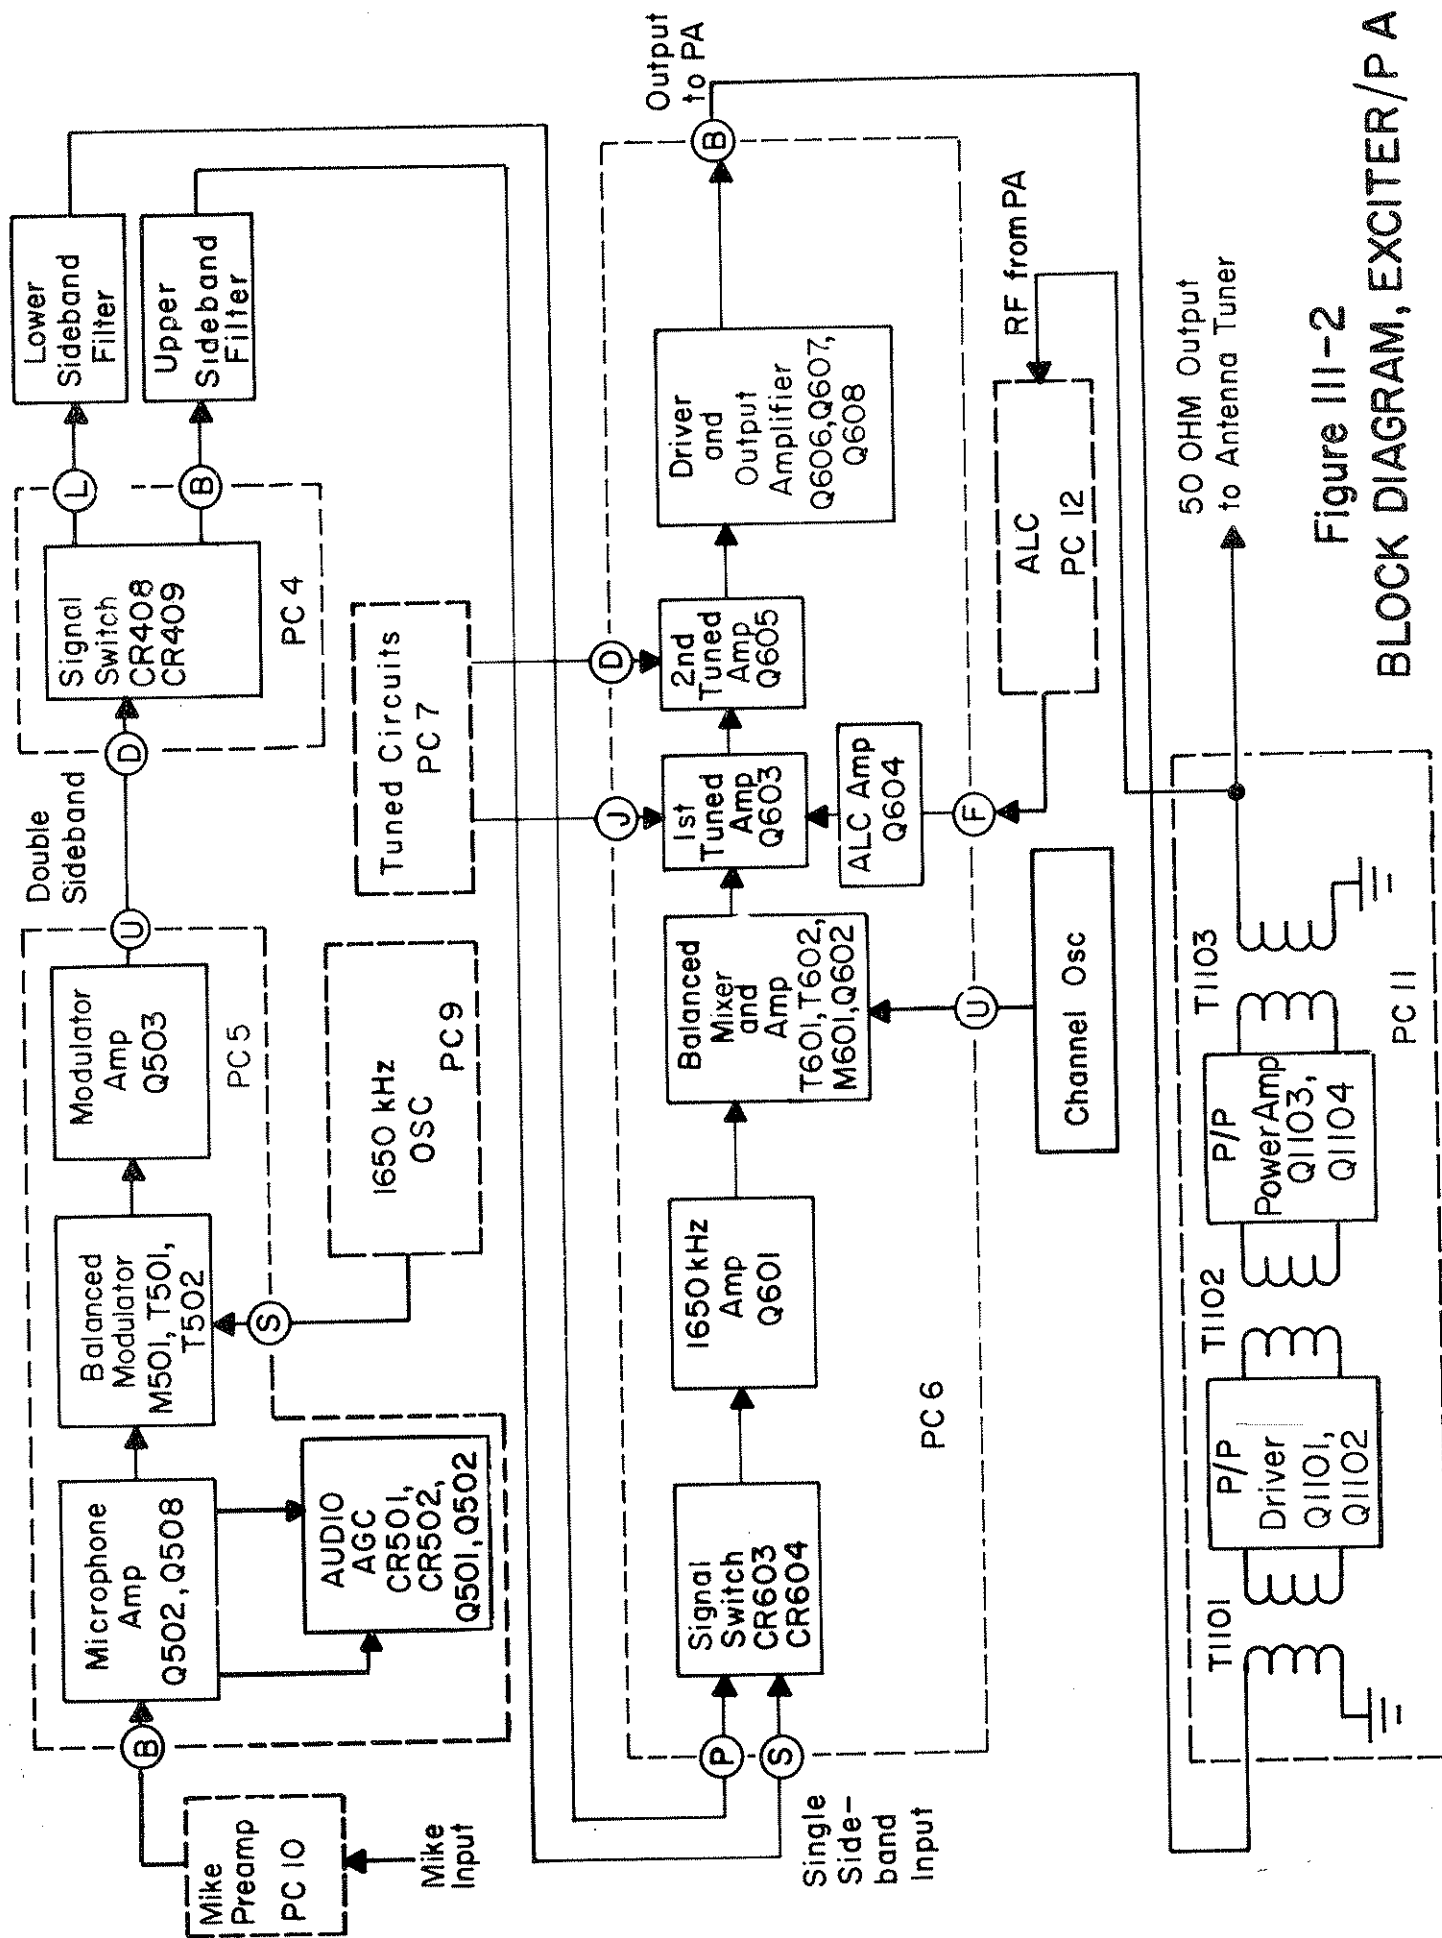 Mike
Preamp
PC 10
Mike
Input
B
Microphone
Amp
Q502, Q508
AUDIO
AGC
CR501,
CR502,
Q501, Q502
Balanced
Modulator
M501, T501,
T502
S
Modulator
Amp
Q503
PC 5
U
1650 kHz
OSC
PC 9
Double
Sideband
D
Signal
Switch
CR408
CR409
PC 4
L
B
Lower
Sideband
Filter
Upper
Sideband
Filter
Tuned Circuits
PC 7
Single
Side-
band
Input
P
S
Signal
Switch
CR603
CR604
1650 kHz
Amp
Q601
PC 6
Balanced
Mixer
and
Amp
T601, T602,
M601, Q602
U
Channel Osc
J
1st
Tuned
Amp
Q603
ALC Amp
Q604
F
D
2nd
Tuned
Amp
Q605
Driver
and
Output
Amplifier
Q606, Q607,
Q608
B
Output
to PA
ALC
PC 12
RF from PA
T1101
P/P
Driver
Q1101,
Q1102
T1102
P/P
Power Amp
Q1103,
Q1104
T1103
PC 11
50 OHM Output
to Antenna Tuner
Figure III-2
BLOCK DIAGRAM, EXCITER/P A